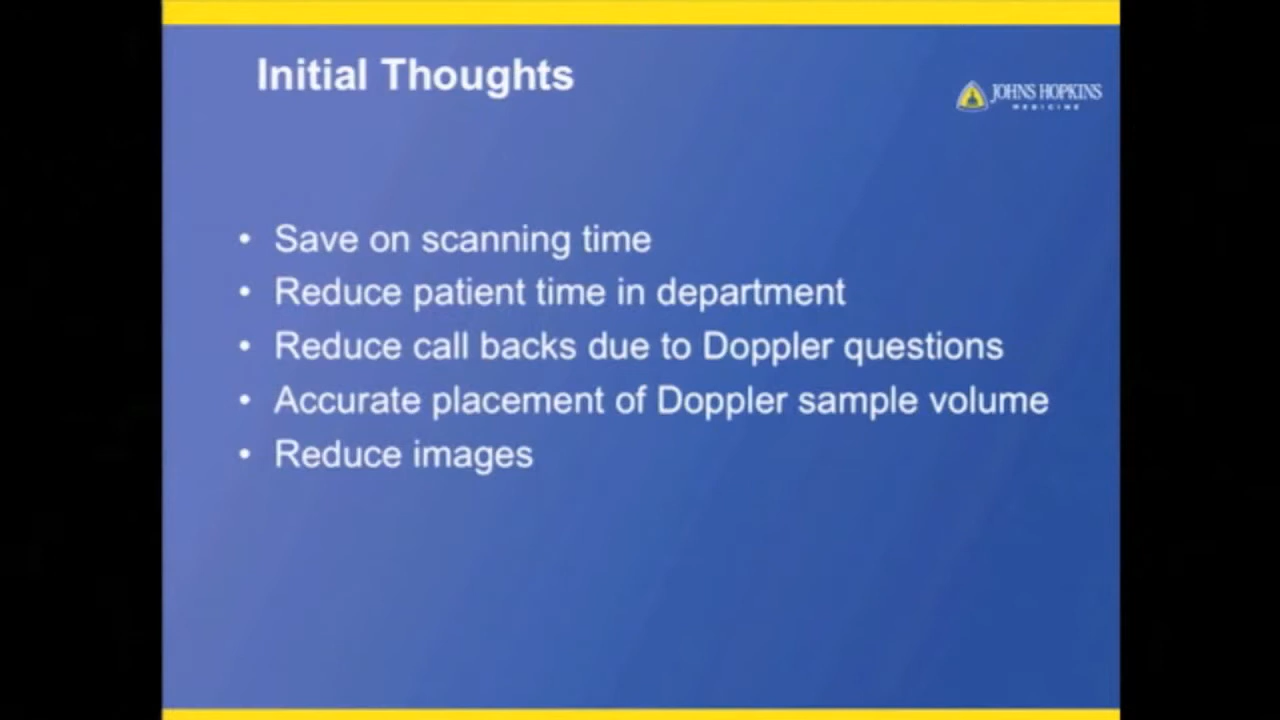 Initial Thoughts
JOHNS HOPKINS
MEDICINE
• Save on scanning time
• Reduce patient time in department
• Reduce call backs due to Doppler questions
• Accurate placement of Doppler sample volume
• Reduce images